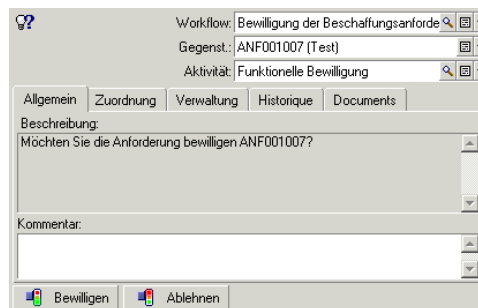 Workflow: Bewilligung der Beschaffungsanforde
Gegenst.: ANF001007 (Test)
Aktivität: Funktionelle Bewilligung
Allgemein Zuordnung Verwaltung Historique Documents
Beschreibung:
Möchten Sie die Anforderung bewilligen ANF001007?
Kommentar:
Bewilligen Ablehnen